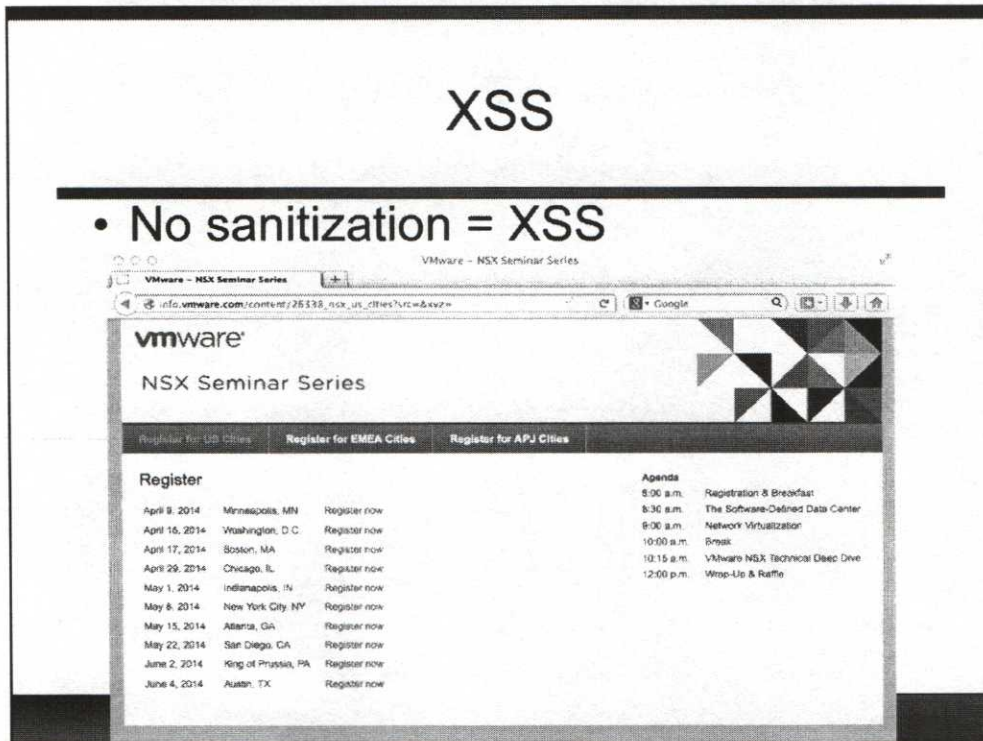 XSS
• No sanitization = XSS
VMware – NSX Seminar Series
VMware – NSX Seminar Series +
info.vmware.com/content/26338_nsx_us_cities?src=&xyz=
Google
vmware®
NSX Seminar Series
Register for US Cities Register for EMEA Cities Register for APJ Cities
Register
April 9, 2014 Minneapolis, MN Register now
April 16, 2014 Washington, D.C. Register now
April 17, 2014 Boston, MA Register now
April 29, 2014 Chicago, IL Register now
May 1, 2014 Indianapolis, IN Register now
May 8, 2014 New York City, NY Register now
May 15, 2014 Atlanta, GA Register now
May 22, 2014 San Diego, CA Register now
June 2, 2014 King of Prussia, PA Register now
June 4, 2014 Austin, TX Register now
Agenda
8:00 a.m. Registration & Breakfast
8:30 a.m. The Software-Defined Data Center
9:00 a.m. Network Virtualization
10:00 a.m. Break
10:15 a.m. VMware NSX Technical Deep Dive
12:00 p.m. Wrap-Up & Raffle